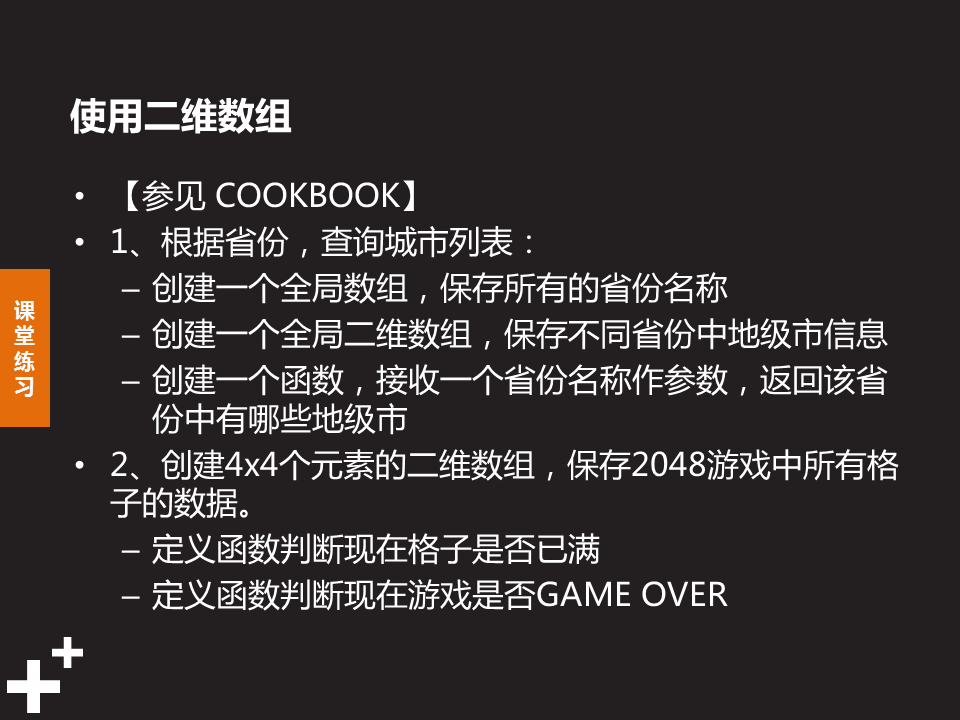 使用二维数组
• 【参见 COOKBOOK】
• 1、根据省份，查询城市列表：
– 创建一个全局数组，保存所有的省份名称
– 创建一个全局二维数组，保存不同省份中地级市信息
– 创建一个函数，接收一个省份名称作参数，返回该省
份中有哪些地级市
• 2、创建4x4个元素的二维数组，保存2048游戏中所有格
子的数据。
– 定义函数判断现在格子是否已满
– 定义函数判断现在游戏是否GAME OVER
课
堂
练
习